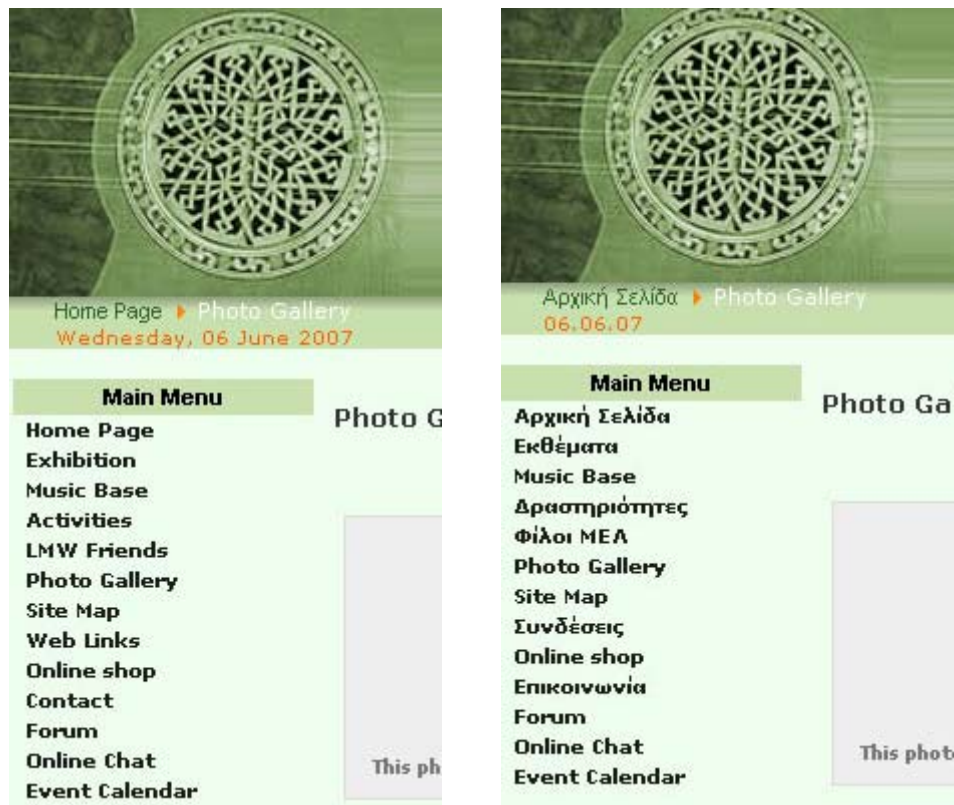 Home Page Photo Gallery
Wednesday, 06 June 2007
Main Menu
Home Page
Exhibition
Music Base
Activities
LMW Friends
Photo Gallery
Site Map
Web Links
Online shop
Contact
Forum
Online Chat
Event Calendar
Photo G
This ph
Αρχική Σελίδα Photo Gallery
06.06.07
Main Menu
Αρχική Σελίδα
Εκθέματα
Music Base
Δραστηριότητες
Φίλοι ΜΕΛ
Photo Gallery
Site Map
Συνδέσεις
Online shop
Επικοινωνία
Forum
Online Chat
Event Calendar
Photo Ga
This phot